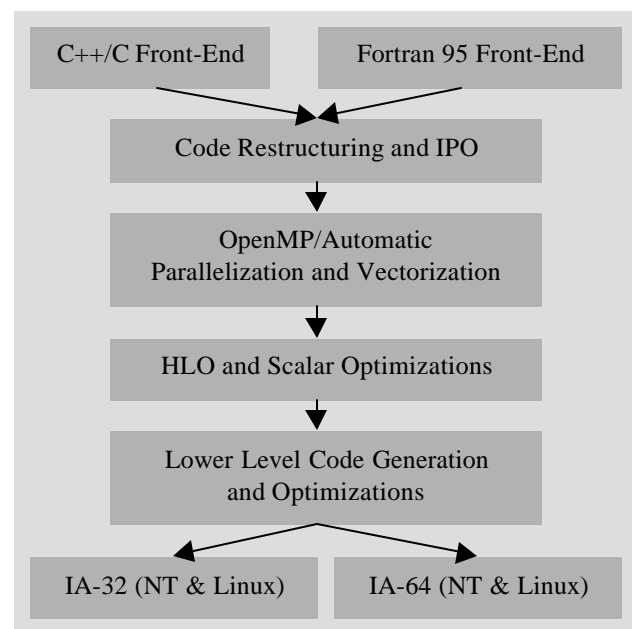 C++/C Front-End
Fortran 95 Front-End
Code Restructuring and IPO
OpenMP/Automatic
Parallelization and Vectorization
HLO and Scalar Optimizations
Lower Level Code Generation
and Optimizations
IA-32 (NT & Linux)
IA-64 (NT & Linux)